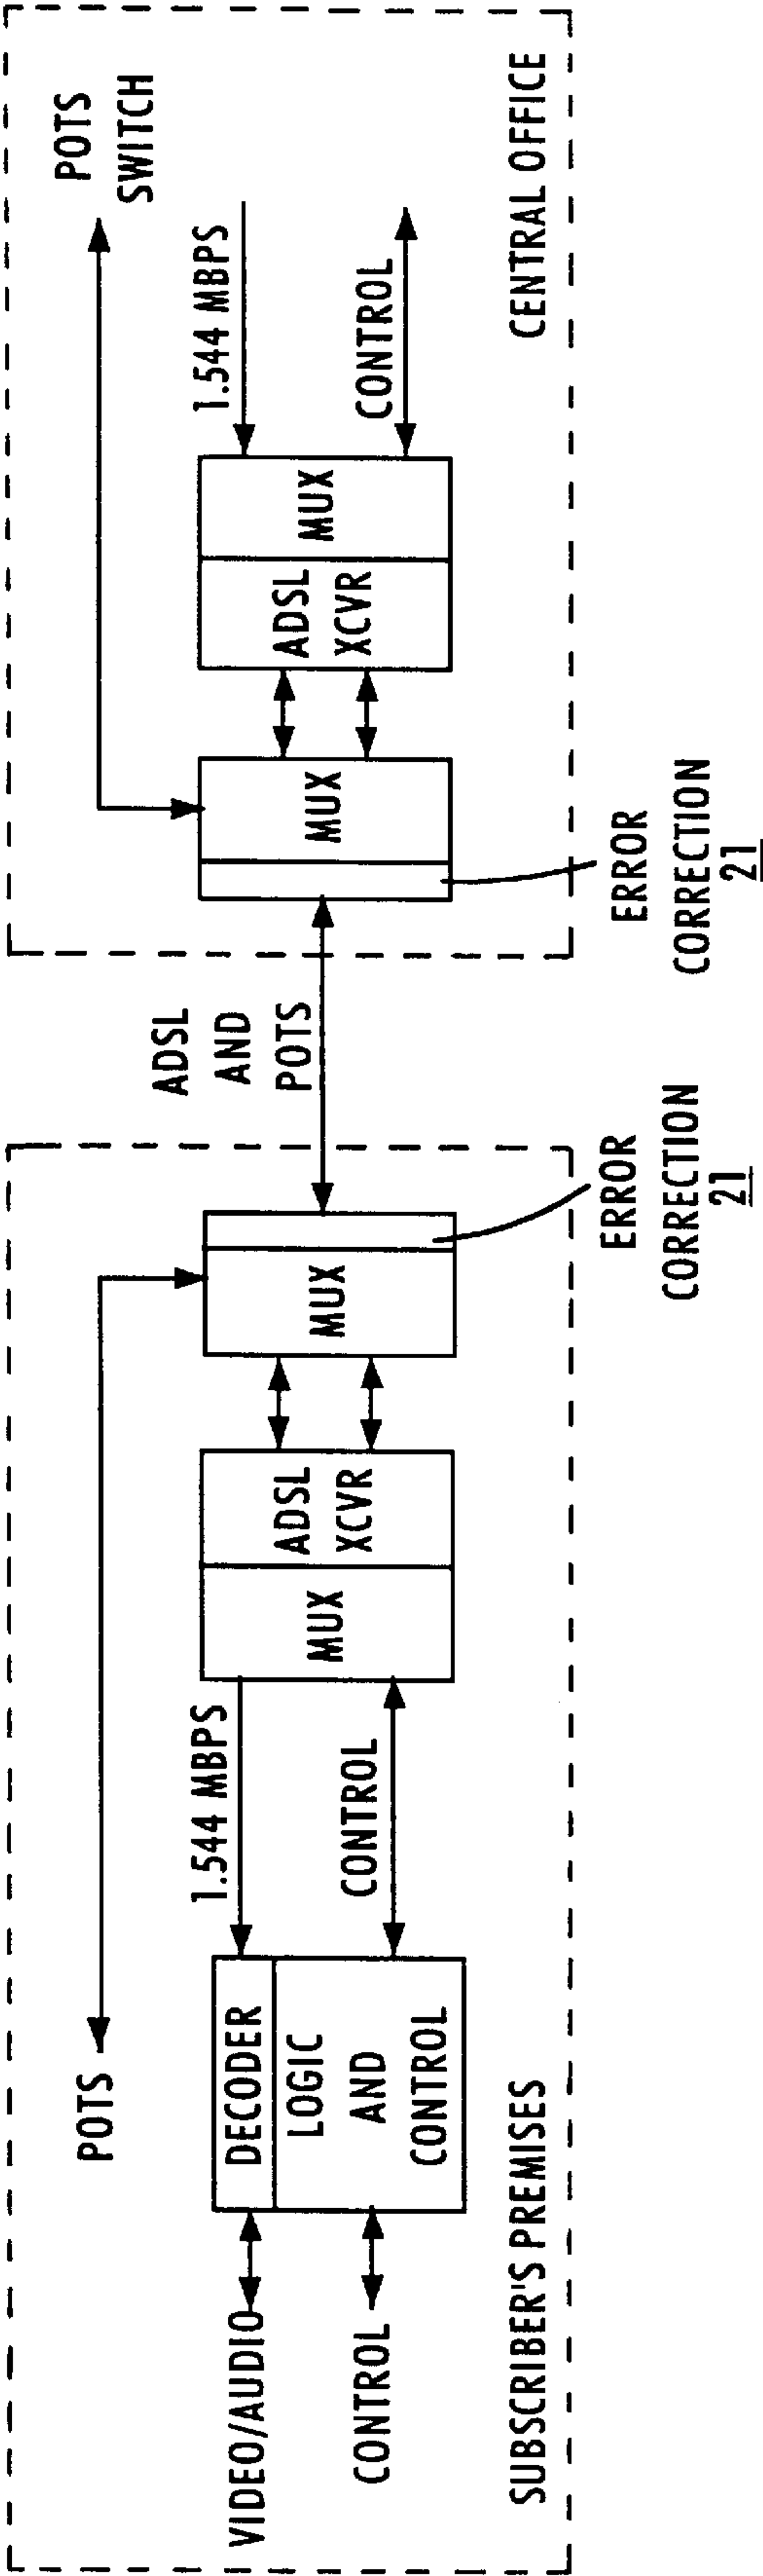 POTS
VIDEO/AUDIO
CONTROL
DECODER
LOGIC
AND
CONTROL
1.544 MBPS
CONTROL
MUX
ADSL
XCVR
MUX
SUBSCRIBER'S PREMISES
ERROR
CORRECTION
21
ADSL
AND
POTS
MUX
ERROR
CORRECTION
21
ADSL
XCVR
MUX
1.544 MBPS
CONTROL
POTS
SWITCH
CENTRAL OFFICE